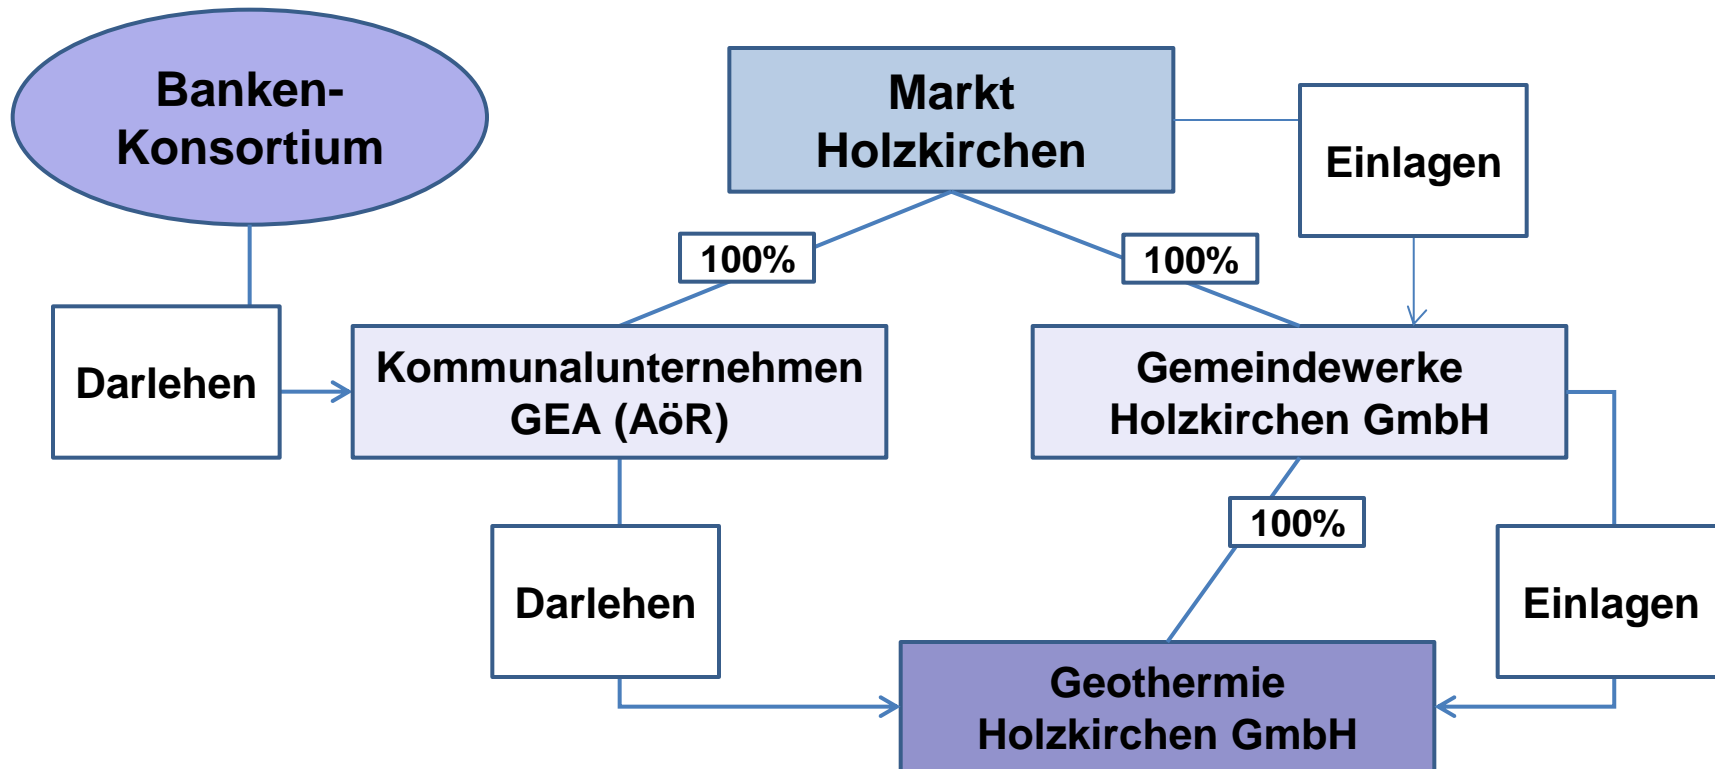 Banken-
Konsortium
Markt
Holzkirchen
Einlagen
100%
100%
Darlehen
Kommunalunternehmen
GEA (AöR)
Gemeindewerke
Holzkirchen GmbH
100%
Darlehen
Einlagen
Geothermie
Holzkirchen GmbH